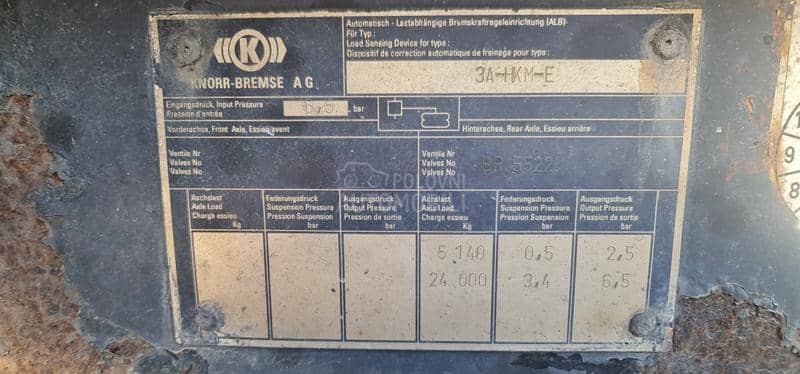 K
KNORR-BREMSE AG
Automatisch - Lastabhängige Bremskraftregeleinrichtung (ALB)
Für Typ:
Load Sensing Device for type:
Dispositif de correction automatique de freinage pour type:
3A-HKM-E
Eingangsdruck, Input Pressure
Pression d'entrée
6,5 bar
Vorderachse, Front Axle, Essieu avant
Hinterachse, Rear Axle, Essieu arrière
Ventile Nr
Valves No
Valves No
Ventile Nr
Valves No
Valves No
BR 5522
POLOVNI
Achslast
Axle Load
Charge essieu
Kg
Federungsdruck
Suspension Pressure
Pression Suspension
bar
Ausgangsdruck
Output Pressure
Pression de sortie
bar
Achslast
Axle Load
Charge essieu
Kg
Federungsdruck
Suspension Pressure
Pression Suspension
bar
Ausgangsdruck
Output Pressure
Pression de sortie
bar
5 140 0,5 2,5
24.000 3,4 6,5
1
9
8